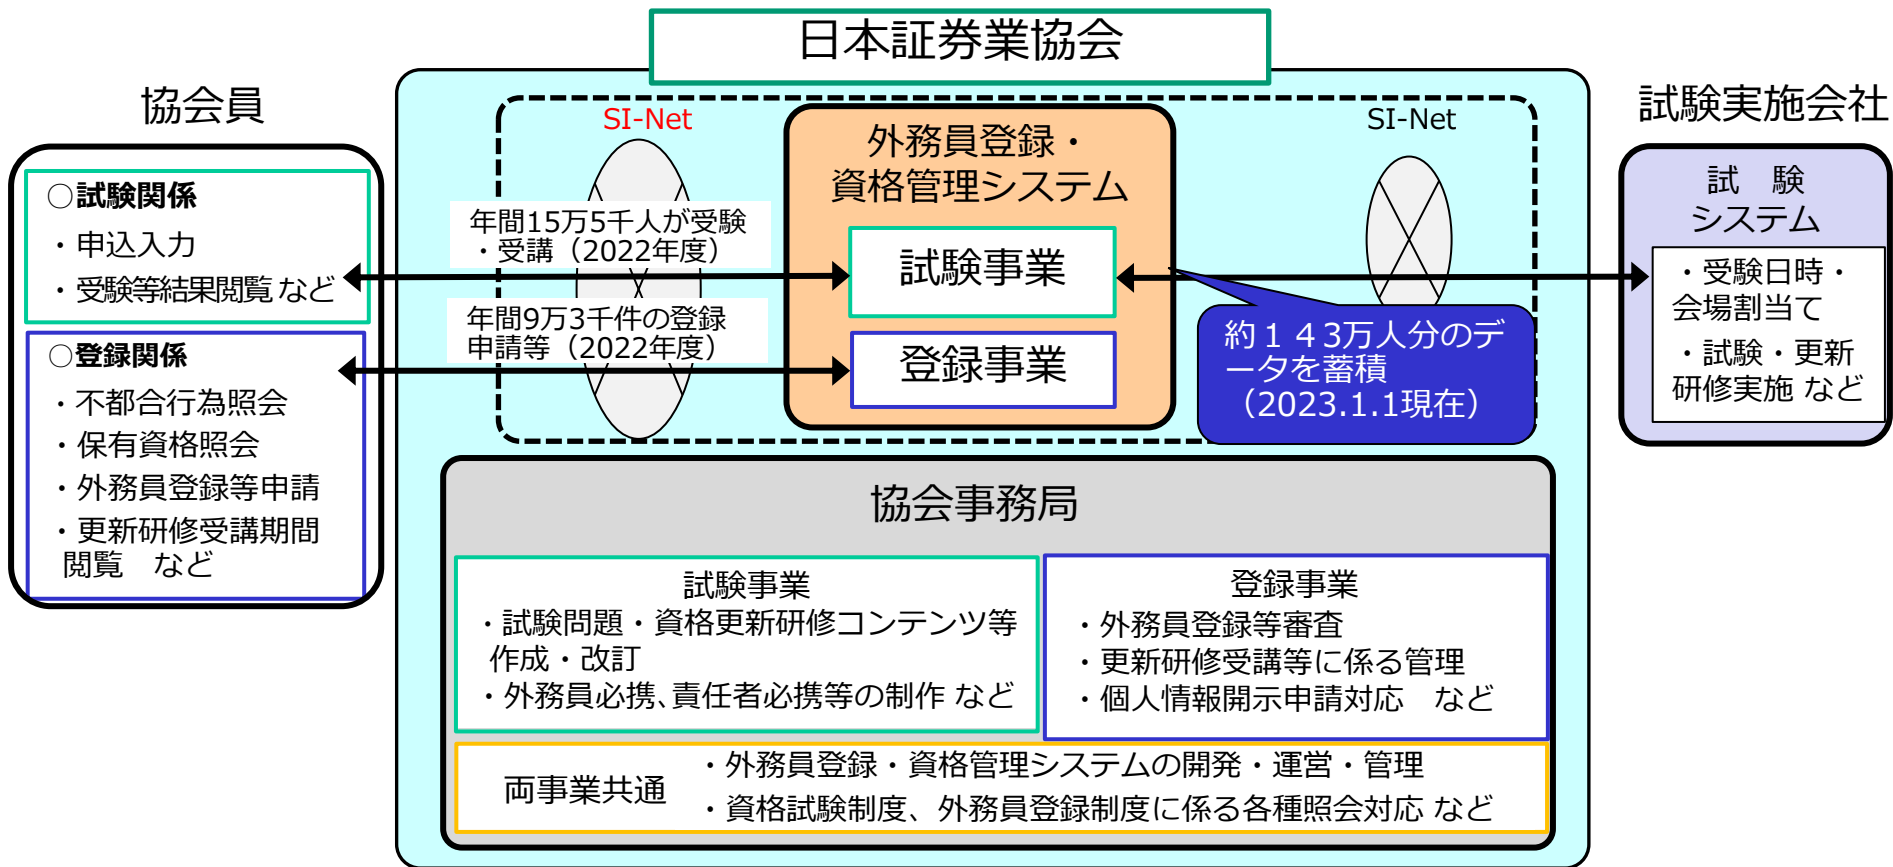 日本証券業協会
協会員
○試験関係
・申込入力
・受験等結果閲覧 など
○登録関係
・不都合行為照会
・保有資格照会
・外務員登録等申請
・更新研修受講期間
閲覧　など
SI-Net
年間15万5千人が受験
・受講（2022年度）
年間9万3千件の登録
申請等（2022年度）
外務員登録・
資格管理システム
試験事業
登録事業
SI-Net
約１４3万人分のデ
ータを蓄積
（2023.1.1現在）
試験実施会社
試　験
システム
・受験日時・
会場割当て
・試験・更新
研修実施 など
協会事務局
試験事業
・試験問題・資格更新研修コンテンツ等
作成・改訂
・外務員必携、責任者必携等の制作 など
登録事業
・外務員登録等審査
・更新研修受講等に係る管理
・個人情報開示申請対応　など
両事業共通
・外務員登録・資格管理システムの開発・運営・管理
・資格試験制度、外務員登録制度に係る各種照会対応 など